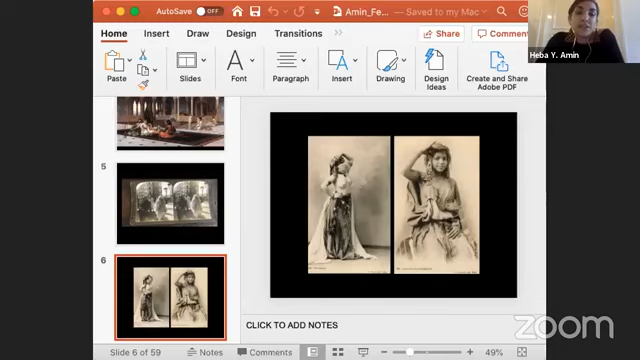 AutoSave OFF
Amin_Fe... — Saved to my Mac
Home Insert Draw Design Transitions
Share Comment
Paste
Slides
Font
Paragraph
Insert
Drawing
Design
Ideas
Create and Share
Adobe PDF
Heba Y. Amin
5
6
CLICK TO ADD NOTES
Slide 6 of 59
Notes
Comments
49%
zoom